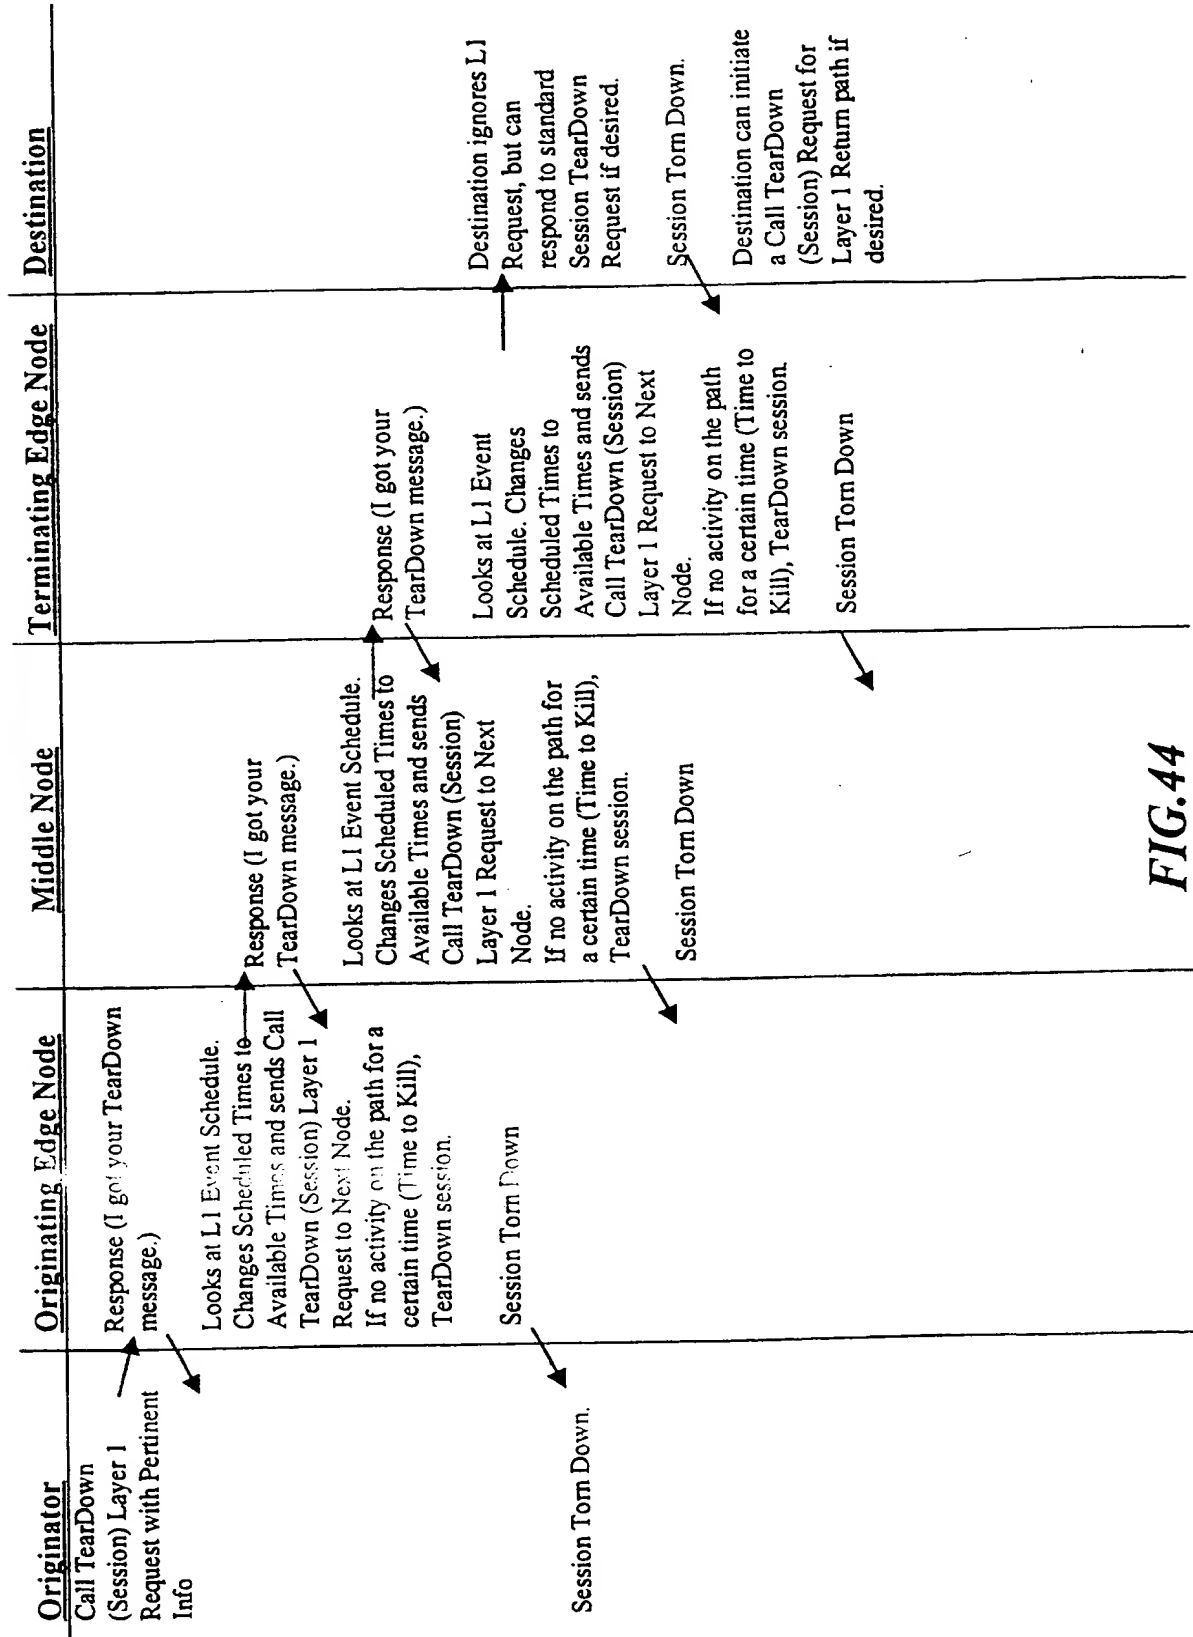 Originator
Call TearDown
(Session) Layer 1
Request with Pertinent
Info
Session Torn Down.
Originating Edge Node
Response (I got your TearDown
message.)
Looks at L1 Event Schedule.
Changes Scheduled Times to
Available Times and sends Call
TearDown (Session) Layer 1
Request to Next Node.
If no activity on the path for a
certain time (Time to Kill),
TearDown session.
Session Torn Down
Middle Node
Response (I got your
TearDown message.)
Looks at L1 Event Schedule.
Changes Scheduled Times to
Available Times and sends
Call TearDown (Session)
Layer 1 Request to Next
Node.
If no activity on the path for
a certain time (Time to Kill),
TearDown session.
Session Torn Down
Terminating Edge Node
Response (I got your
TearDown message.)
Looks at L1 Event
Schedule. Changes
Scheduled Times to
Available Times and sends
Call TearDown (Session)
Layer 1 Request to Next
Node.
If no activity on the path
for a certain time (Time to
Kill), TearDown session.
Session Torn Down
Destination
Destination ignores L1
Request, but can
respond to standard
Session TearDown
Request if desired.
Session Torn Down.
Destination can initiate
a Call TearDown
(Session) Request for
Layer 1 Return path if
desired.
FIG.44